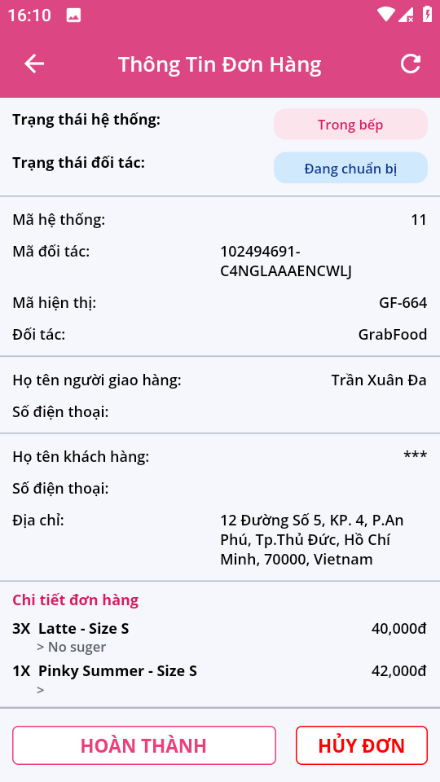 16:10
Thông Tin Đơn Hàng
Trạng thái hệ thống: Trong bếp
Trạng thái đối tác: Đang chuẩn bị
Mã hệ thống: 11
Mã đối tác: 102494691-
C4NGLAAAENCWLJ
Mã hiện thị: GF-664
Đối tác: GrabFood
Họ tên người giao hàng: Trần Xuân Đa
Số điện thoại:
Họ tên khách hàng: ***
Số điện thoại:
Địa chỉ: 12 Đường Số 5, KP. 4, P.An
Phú, Tp.Thủ Đức, Hồ Chí
Minh, 70000, Vietnam
Chi tiết đơn hàng
3X Latte - Size S 40,000đ
> No suger
1X Pinky Summer - Size S 42,000đ
>
HOÀN THÀNH HỦY ĐƠN